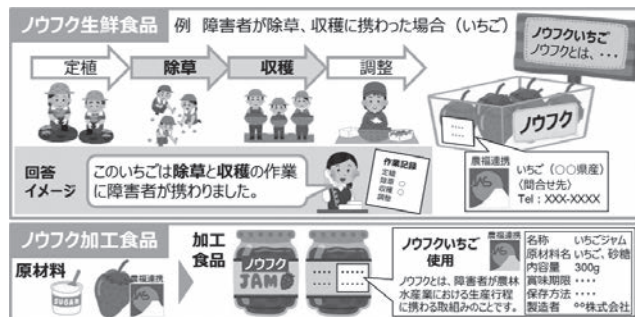 ノウフク生鮮食品 例 障害者が除草、収穫に携わった場合（いちご）
定植 除草 収穫 調整
ノウフクいちご
ノウフクとは、・・・
ノウフク
回答
イメージ
このいちごは除草と収穫の作業
に障害者が携わりました。
作業記録
定植
除草 ○
収穫 ○
調整
農福連携
いちご（○○県産）
〈問合せ先〉
Tel：XXX-XXXX
ノウフク加工食品
原材料
SUGAR
農福連携
加工
食品
ノウフク
JAM
ノウフクいちご
使用
農福連携
ノウフクとは、障害者が農林
水産業における生産行程
に携わる取組みのことです。
名称 いちごジャム
原材料名 いちご、砂糖
内容量 300g
賞味期限 ・・・・
保存方法 ・・・・
製造者 °°株式会社